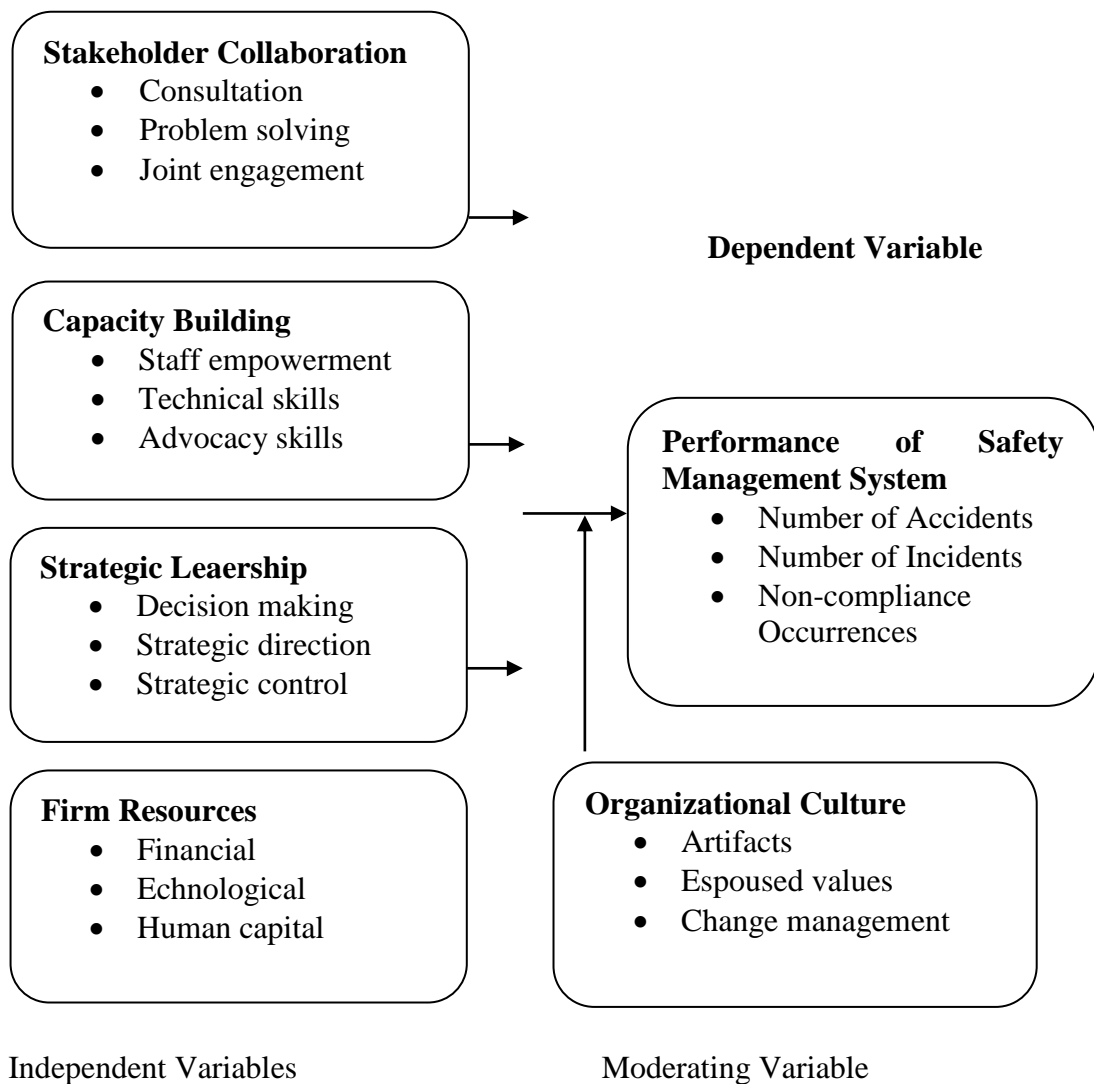 Stakeholder Collaboration
• Consultation
• Problem solving
• Joint engagement
Dependent Variable
Capacity Building
• Staff empowerment
• Technical skills
• Advocacy skills
Performance of Safety
Management System
• Number of Accidents
• Number of Incidents
• Non-compliance
Occurrences
Strategic Leaership
• Decision making
• Strategic direction
• Strategic control
Firm Resources
• Financial
• Echnological
• Human capital
Organizational Culture
• Artifacts
• Espoused values
• Change management
Independent Variables
Moderating Variable